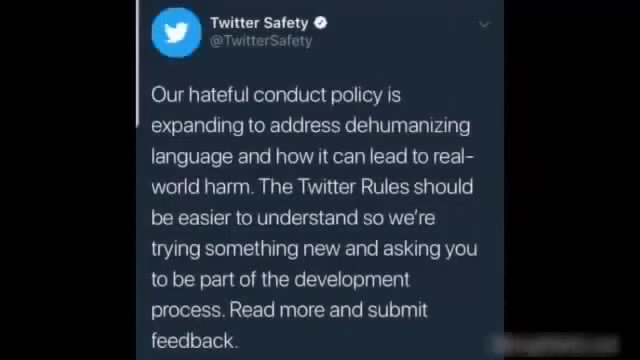 Twitter Safety
@TwitterSafety
Our hateful conduct policy is
expanding to address dehumanizing
language and how it can lead to real-
world harm. The Twitter Rules should
be easier to understand so we're
trying something new and asking you
to be part of the development
process. Read more and submit
feedback.